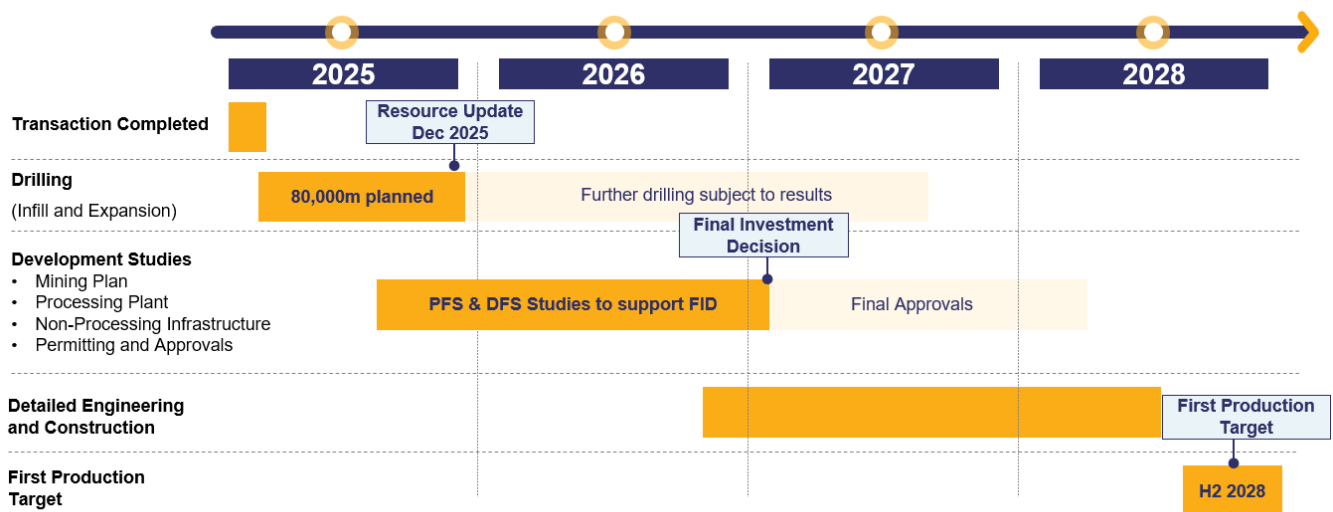 2025
2026
2027
2028
Transaction Completed
Resource Update
Dec 2025
Drilling
(Infill and Expansion)
80,000m planned
Further drilling subject to results
Final Investment
Decision
Development Studies
• Mining Plan
• Processing Plant
• Non-Processing Infrastructure
• Permitting and Approvals
PFS & DFS Studies to support FID
Final Approvals
Detailed Engineering
and Construction
First Production
Target
First Production
Target
H2 2028